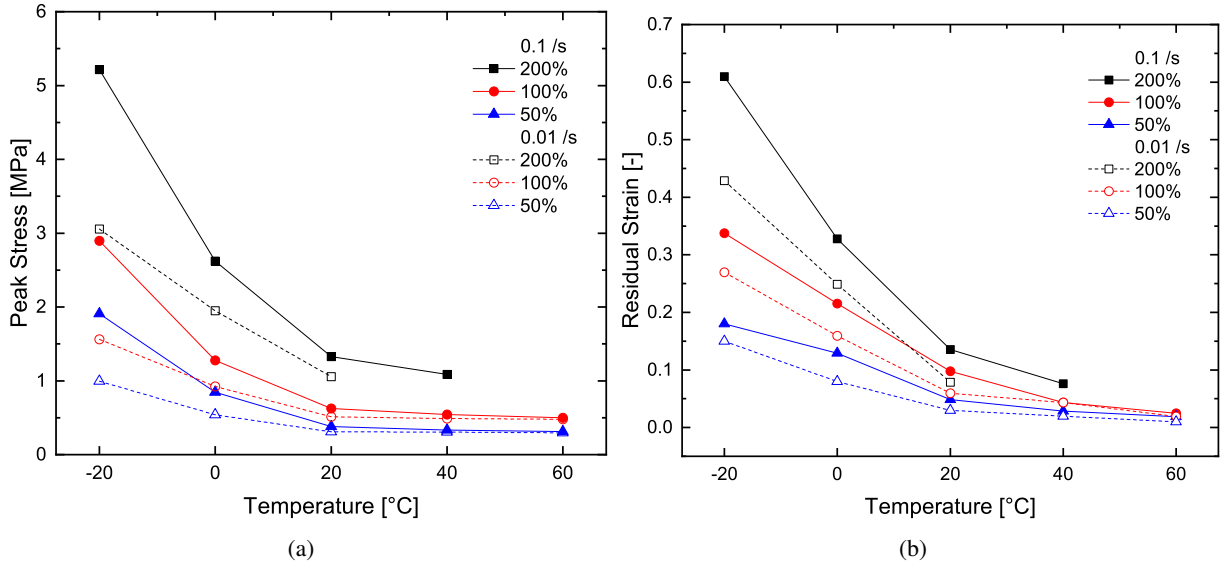 6
5
4
3
2
1
0
-20 0 20 40 60
Peak Stress [MPa]
Temperature [°C]
0.1 /s
200%
100%
50%
0.01 /s
200%
100%
50%
(a)
0.7
0.6
0.5
0.4
0.3
0.2
0.1
0.0
-20 0 20 40 60
Residual Strain [-]
Temperature [°C]
0.1 /s
200%
100%
50%
0.01 /s
200%
100%
50%
(b)